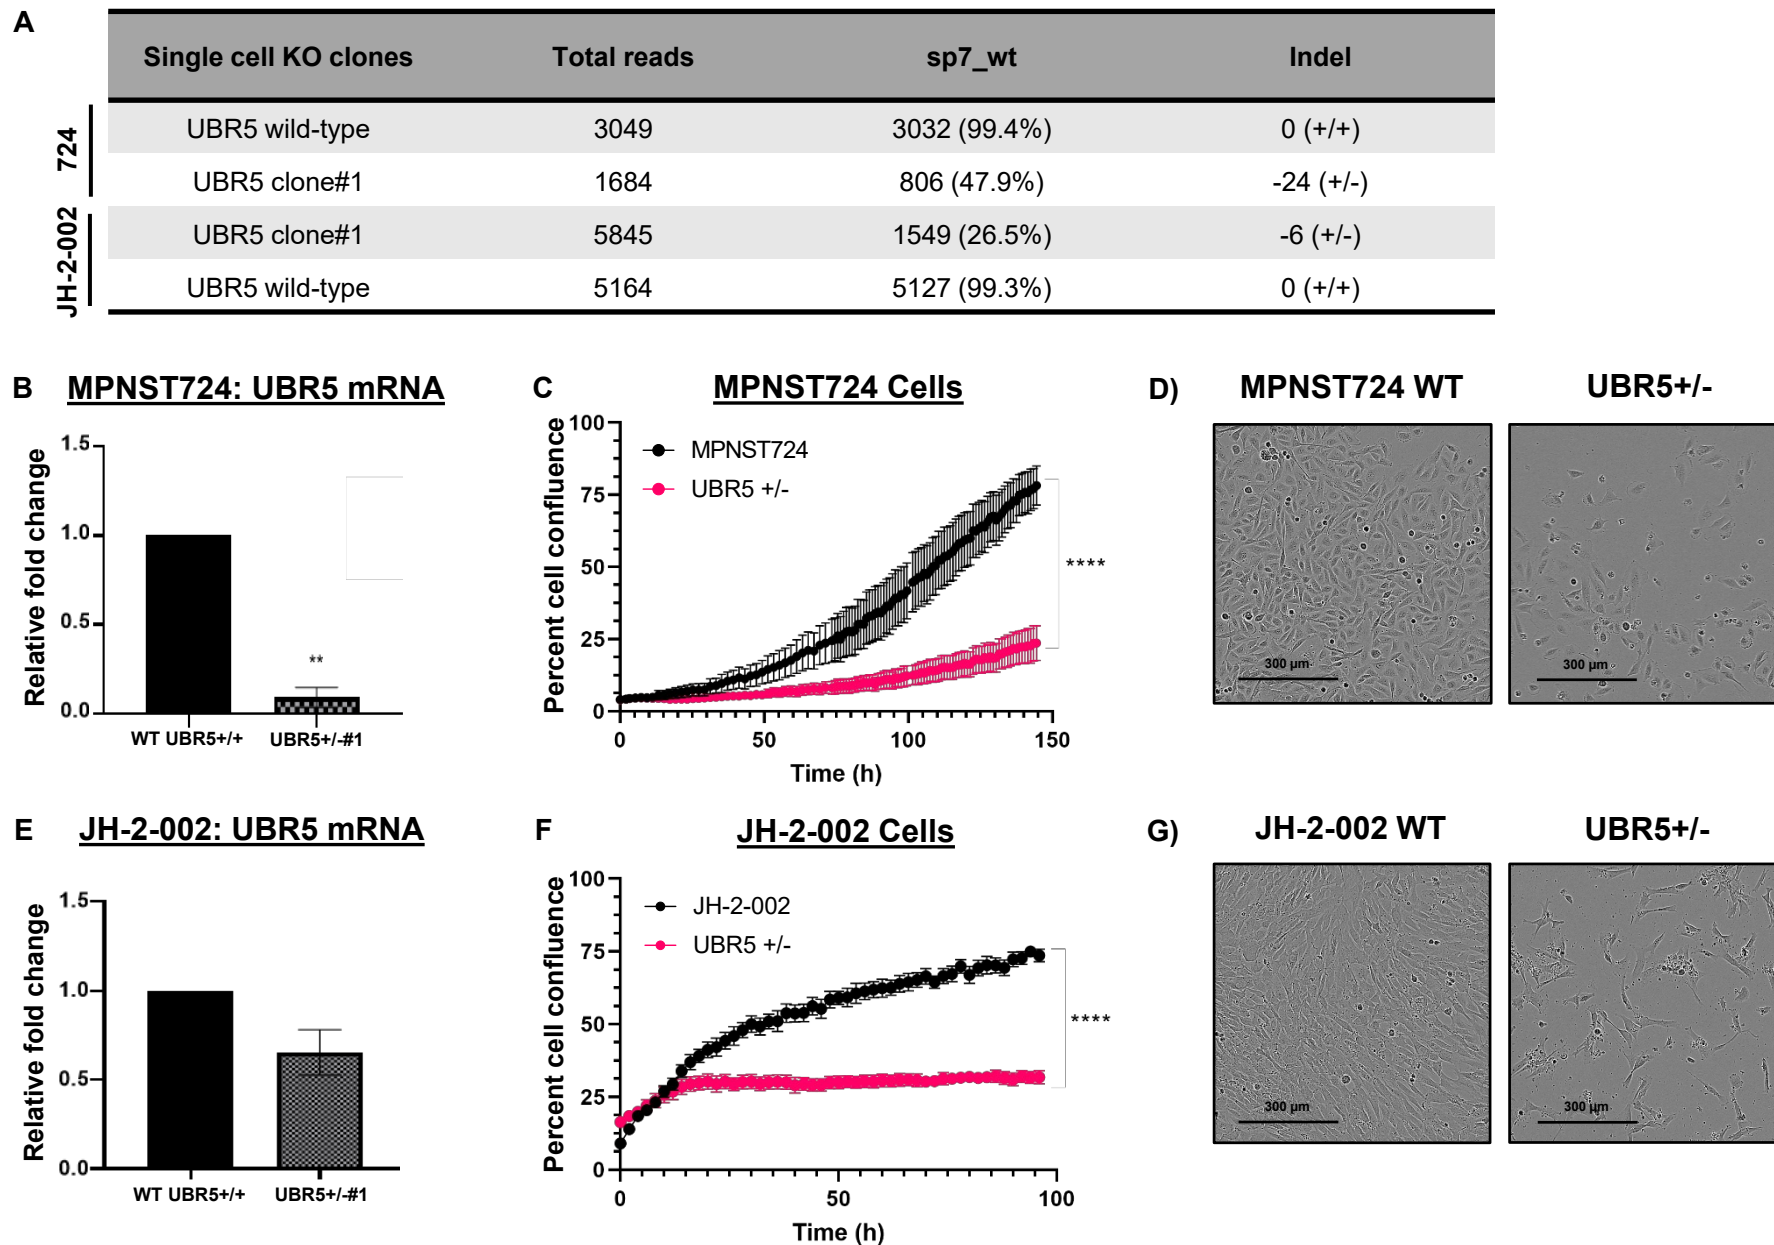 A
Single cell KO clones Total reads sp7_wt Indel
724
UBR5 wild-type 3049 3032 (99.4%) 0 (+/+)
UBR5 clone#1 1684 806 (47.9%) -24 (+/-)
JH-2-002
UBR5 clone#1 5845 1549 (26.5%) -6 (+/-)
UBR5 wild-type 5164 5127 (99.3%) 0 (+/+)
B MPNST724: UBR5 mRNA
Relative fold change
1.5
1.0
0.5
0.0
**
WT UBR5+/+ UBR5+/-#1
C MPNST724 Cells
Percent cell confluence
100
75
50
25
0
MPNST724
UBR5 +/-
****
0 50 100 150
Time (h)
D) MPNST724 WT UBR5+/-
300 µm 300 µm
E JH-2-002: UBR5 mRNA
Relative fold change
1.5
1.0
0.5
0.0
WT UBR5+/+ UBR5+/-#1
F JH-2-002 Cells
Percent cell confluence
100
75
50
25
0
JH-2-002
UBR5 +/-
****
0 50 100
Time (h)
G) JH-2-002 WT UBR5+/-
300 µm 300 µm